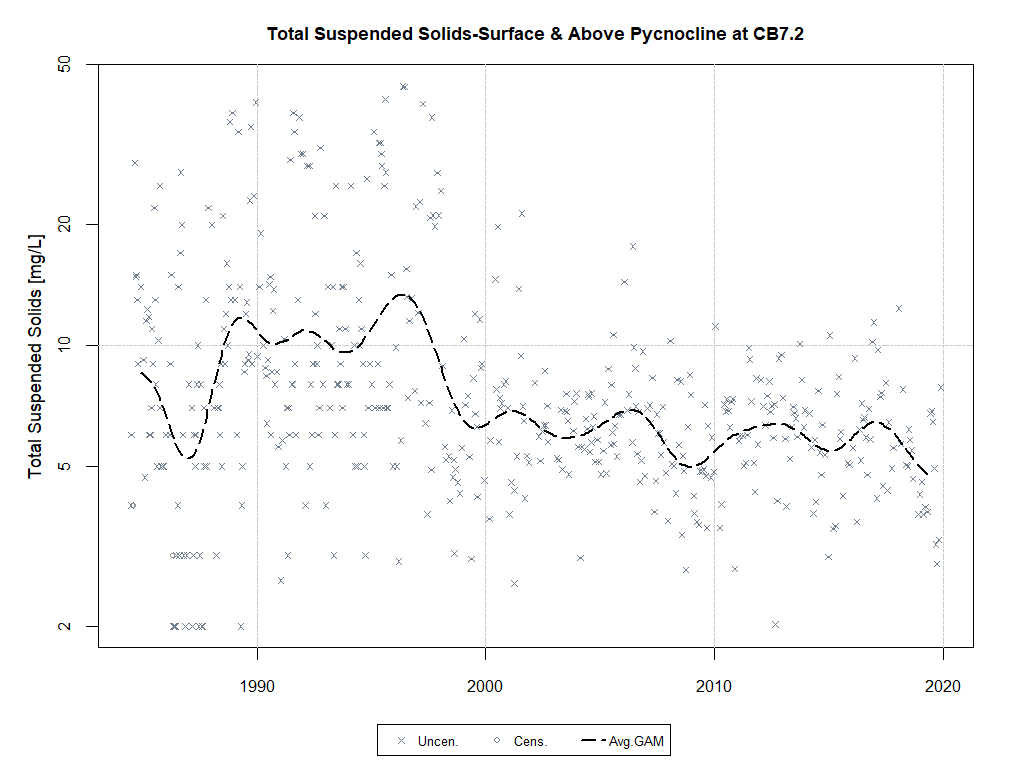 Total Suspended Solids-Surface & Above Pycnocline at CB7.2
Total Suspended Solids [mg/L]
50
20
10
5
2
1990 2000 2010 2020
Uncen. Cens. Avg.GAM